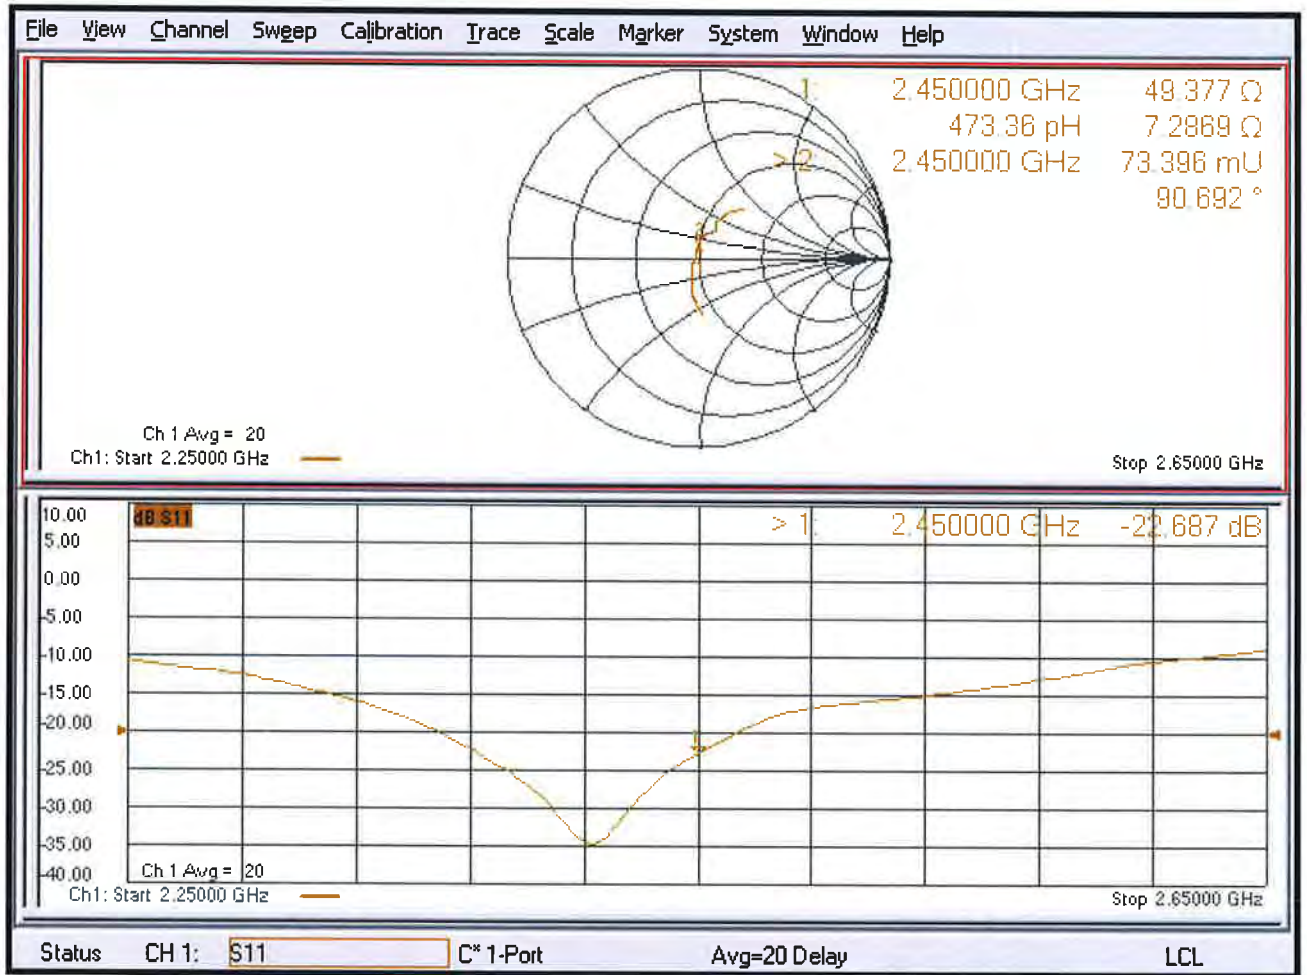 File View Channel Sweep Calibration Trace Scale Marker System Window Help
1: 2.450000 GHz 49.377 Ω
473.36 pH 7.2869 Ω
> 2: 2.450000 GHz 73.396 mU
90.692 °
Ch 1 Avg = 20
Ch1: Start 2.25000 GHz
Stop 2.65000 GHz
10.00
dB S11
> 1: 2.450000 GHz -22.687 dB
5.00
0.00
-5.00
-10.00
-15.00
-20.00
1
-25.00
-30.00
-35.00
-40.00
Ch 1 Avg = 20
Ch1: Start 2.25000 GHz
Stop 2.65000 GHz
Status CH 1: S11 C* 1-Port Avg=20 Delay LCL